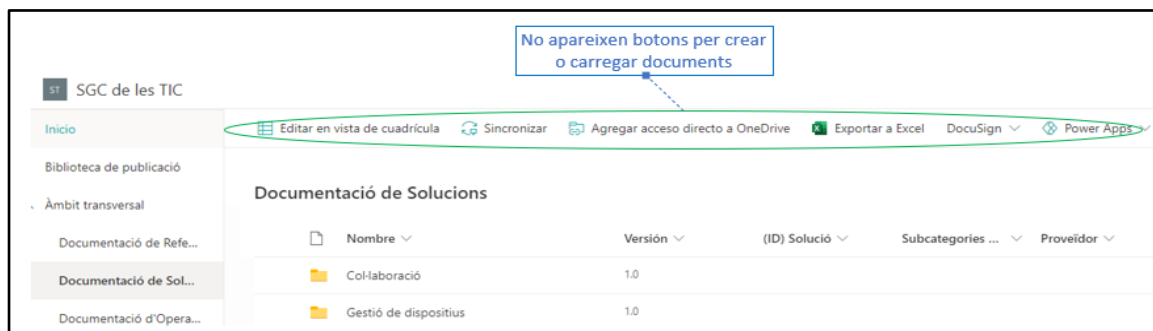 No apareixen botons per crear
o carregar documents
ST SGC de les TIC
Inicio
Editar en vista de cuadrícula Sincronizar Agregar acceso directo a OneDrive Exportar a Excel DocuSign Power Apps
Biblioteca de publicació
Documentació de Solucions
Àmbit transversal
Nombre Versión (ID) Solució Subcategories ... Proveïdor
Documentació de Refe...
Documentació de Sol...
Col·laboració 1.0
Documentació d'Opera...
Gestió de dispositius 1.0